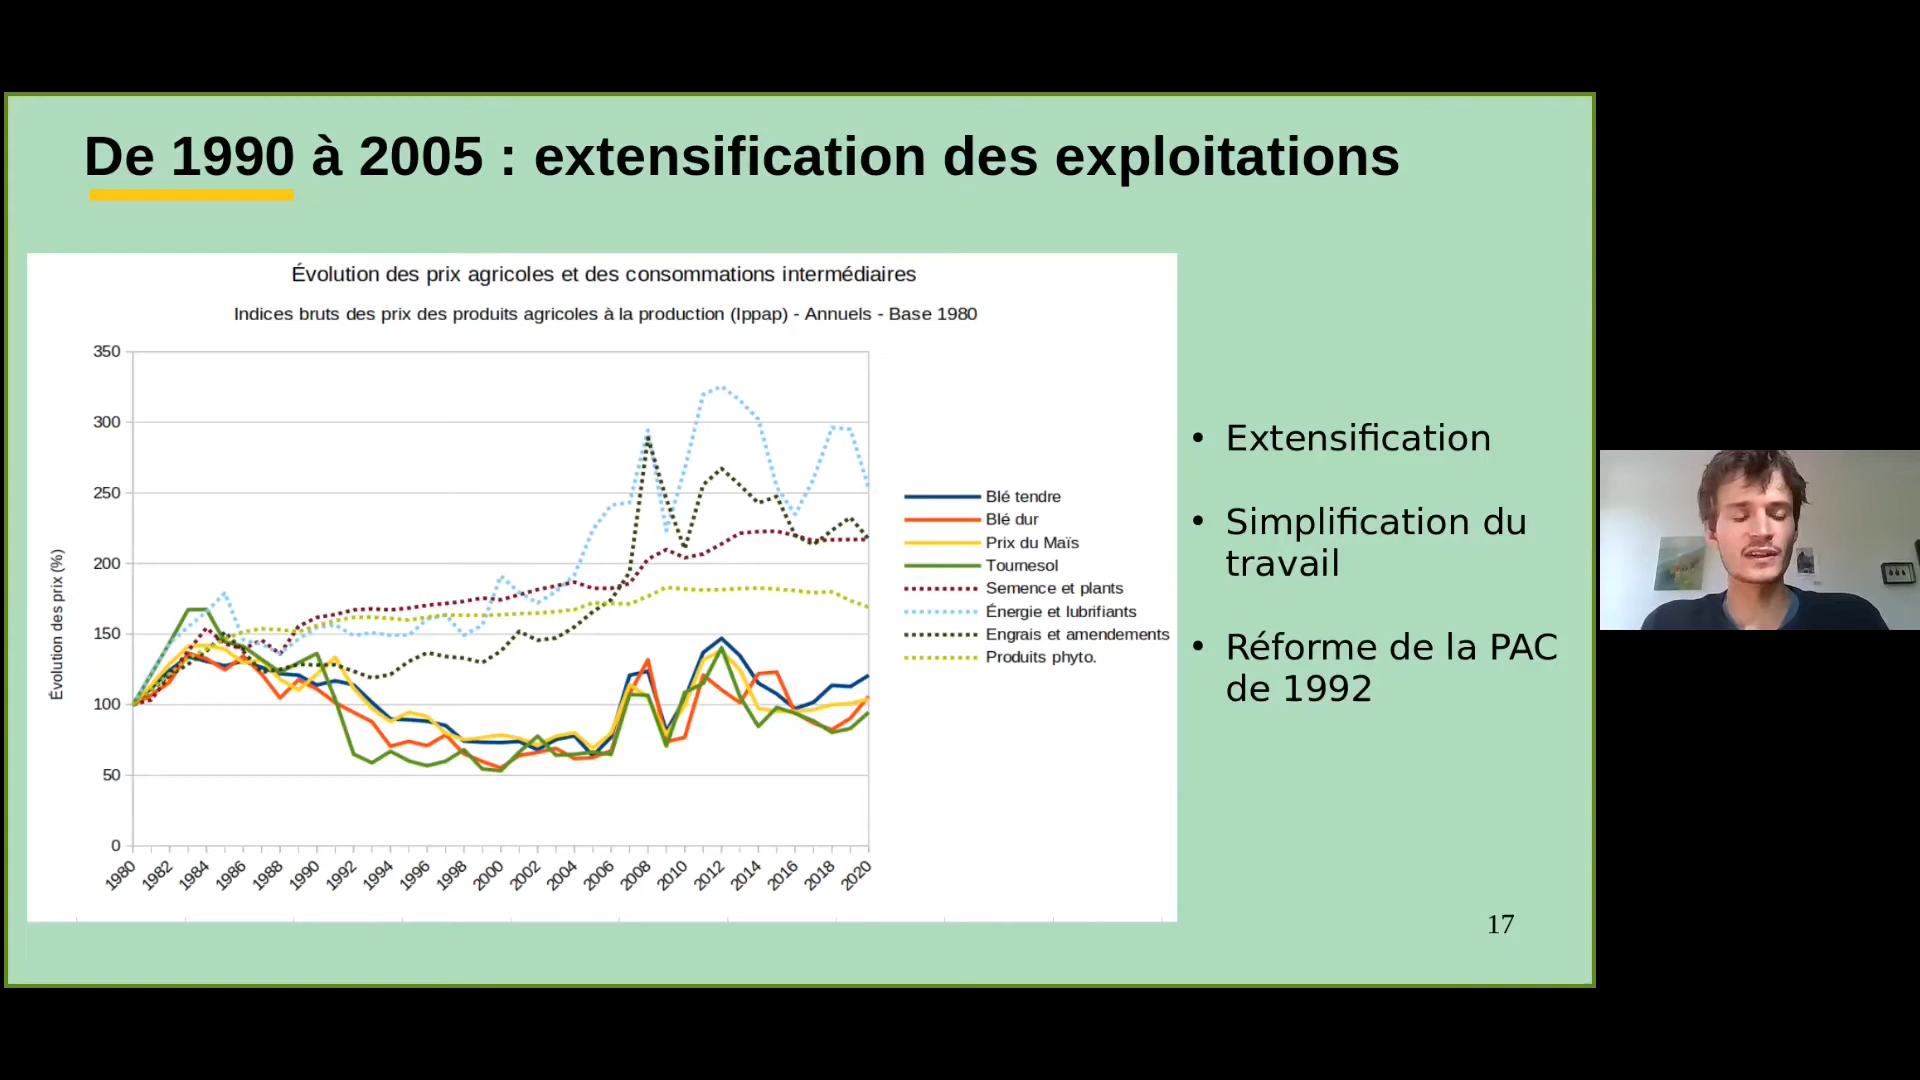 De 1990 à 2005 : extensification des exploitations
Évolution des prix agricoles et des consommations intermédiaires
Indices bruts des prix des produits agricoles à la production (Ippap) - Annuels - Base 1980
Évolution des prix (%)
350
300
250
200
150
100
50
0
1980
1982
1984
1986
1988
1990
1992
1994
1996
1998
2000
2002
2004
2006
2008
2010
2012
2014
2016
2018
2020
Blé tendre
Blé dur
Prix du Maïs
Tournesol
Semence et plants
Énergie et lubrifiants
Engrais et amendements
Produits phyto.
• Extensification
• Simplification du
travail
• Réforme de la PAC
de 1992
17